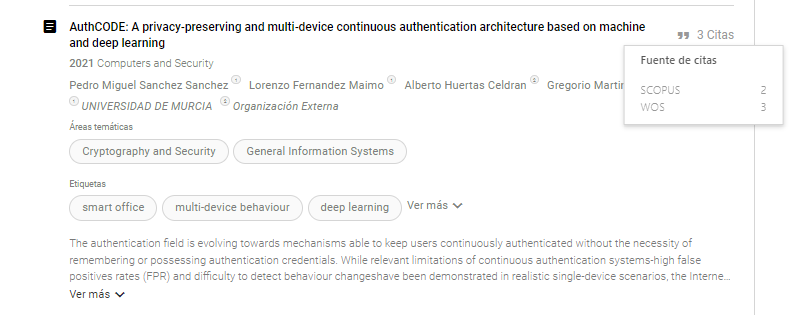 AuthCODE: A privacy-preserving and multi-device continuous authentication architecture based on machine
and deep learning
3 Citas
Fuente de citas
SCOPUS 2
WOS 3
2021 Computers and Security
Pedro Miguel Sanchez Sanchez Lorenzo Fernandez Maimo Alberto Huertas Celdran Gregorio
UNIVERSIDAD DE MURCIA Organización Externa
Áreas temáticas
Cryptography and Security General Information Systems
Etiquetas
smart office multi-device behaviour deep learning Ver más
The authentication field is evolving towards mechanisms able to keep users continuously authenticated without the necessity of
remembering or possessing authentication credentials. While relevant limitations of continuous authentication systems-high false
positives rates (FPR) and difficulty to detect behaviour changeshave been demonstrated in realistic single-device scenarios, the Interne...
Ver más